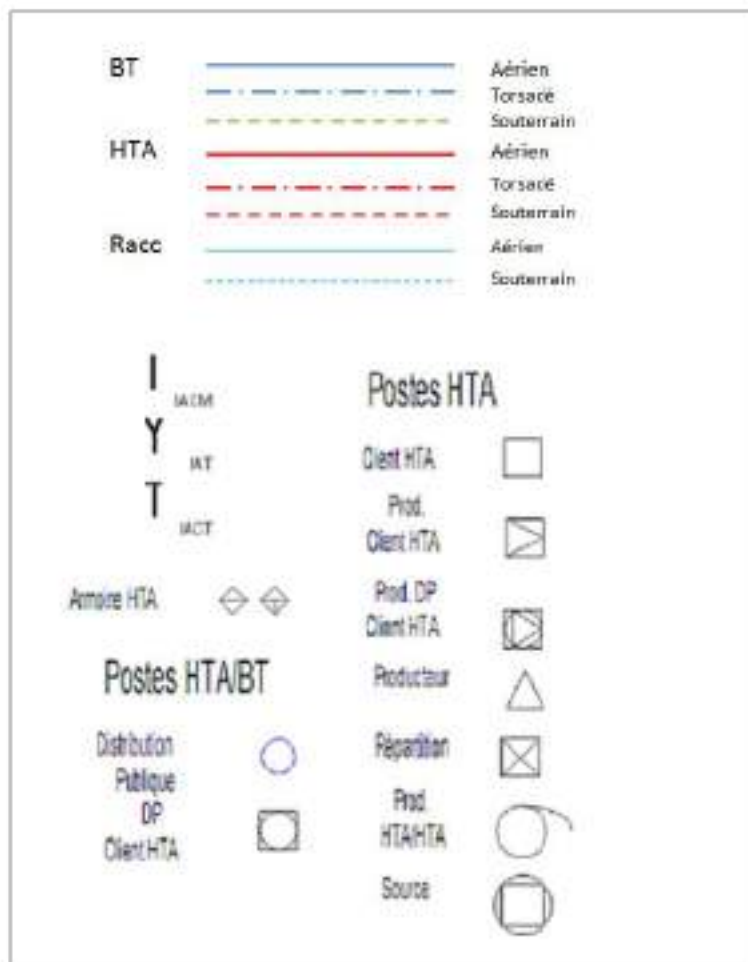 BT
Aérien
Torsacé
Souterrain
HTA
Aérien
Torsacé
Souterrain
Racc
Aérien
Souterrain
I
IACM
Y
IAT
T
IACT
Armoire HTA
Postes HTA/BT
Distribution
Publique
DP
Client HTA
Postes HTA
Client HTA
Prod.
Client HTA
Prod. DP
Client HTA
Producteur
Répartition
Prod.
HTA/HTA
Source